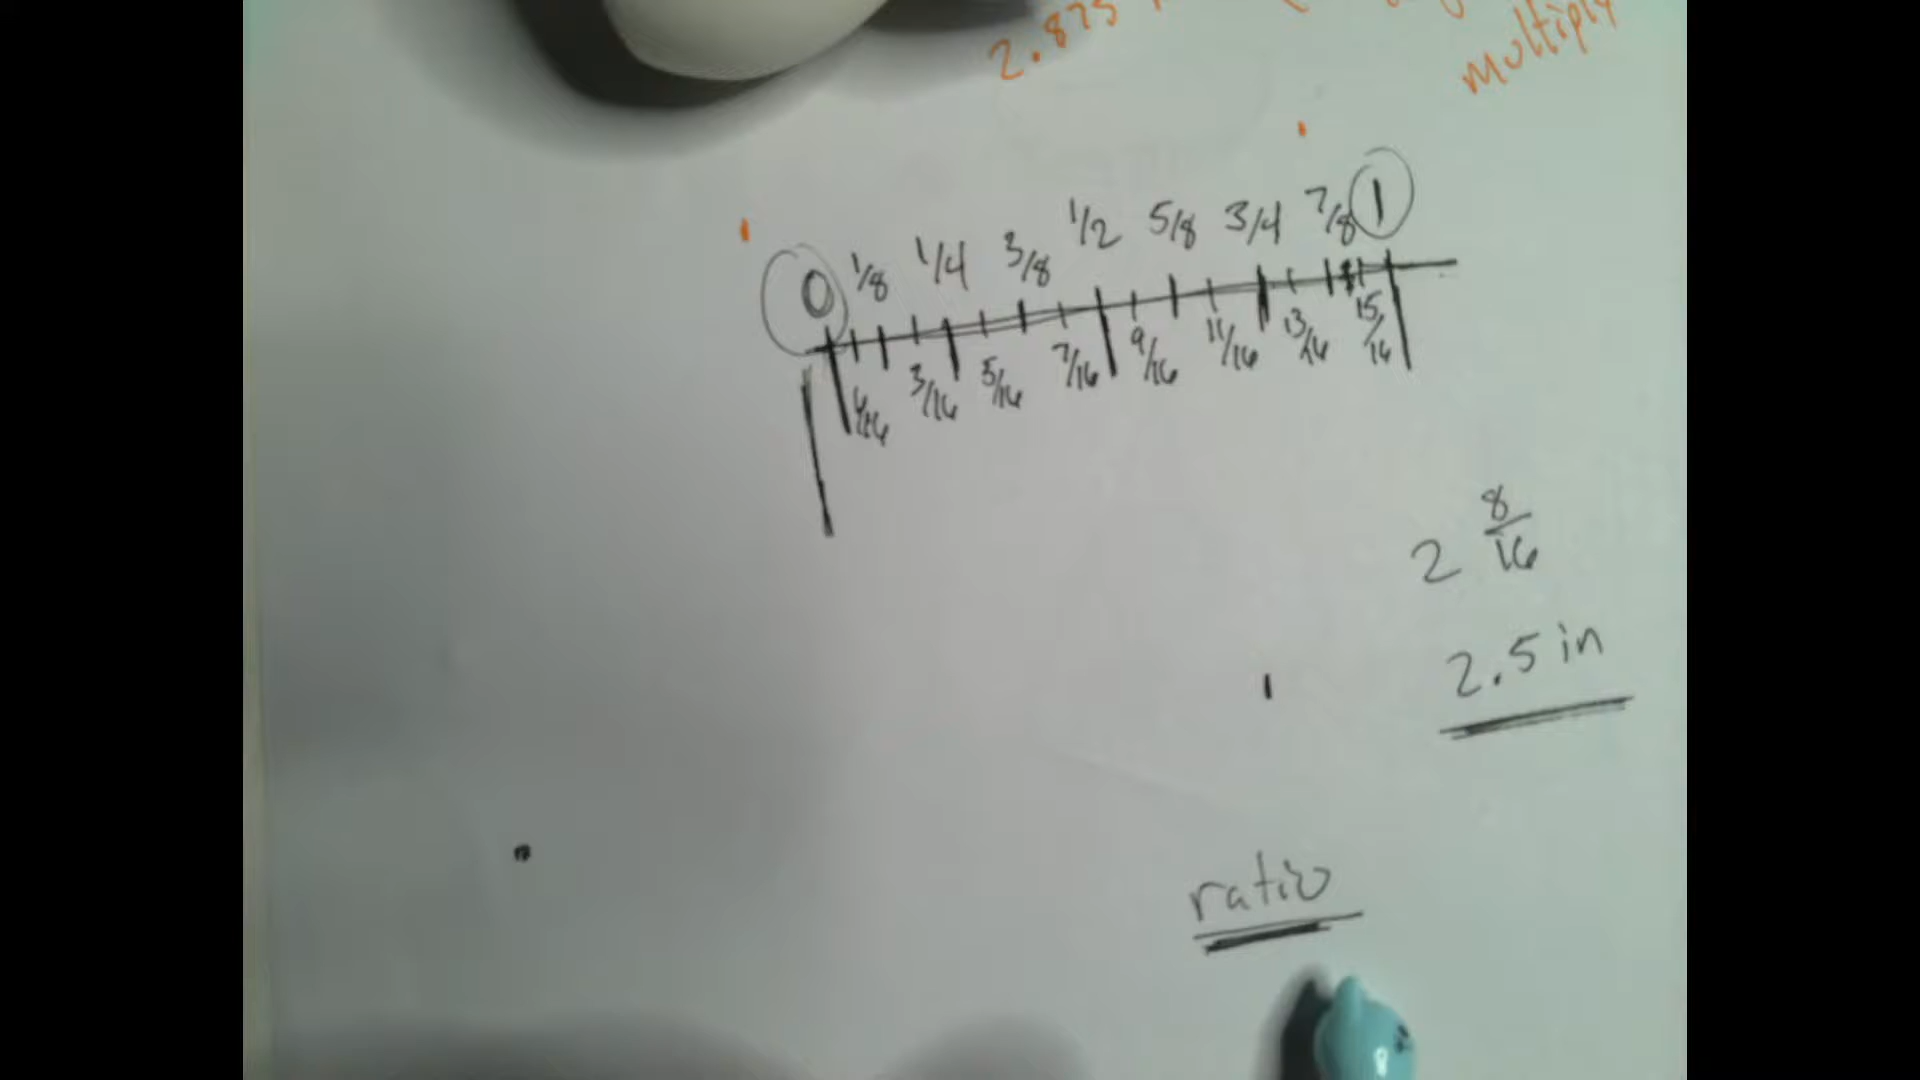 2.875
multiply
0 1/8 1/4 3/8 1/2 5/8 3/4 7/8 1
1/16 3/16 5/16 7/16 9/16 11/16 13/16 15/16
2 8/16
2.5 in
ratio